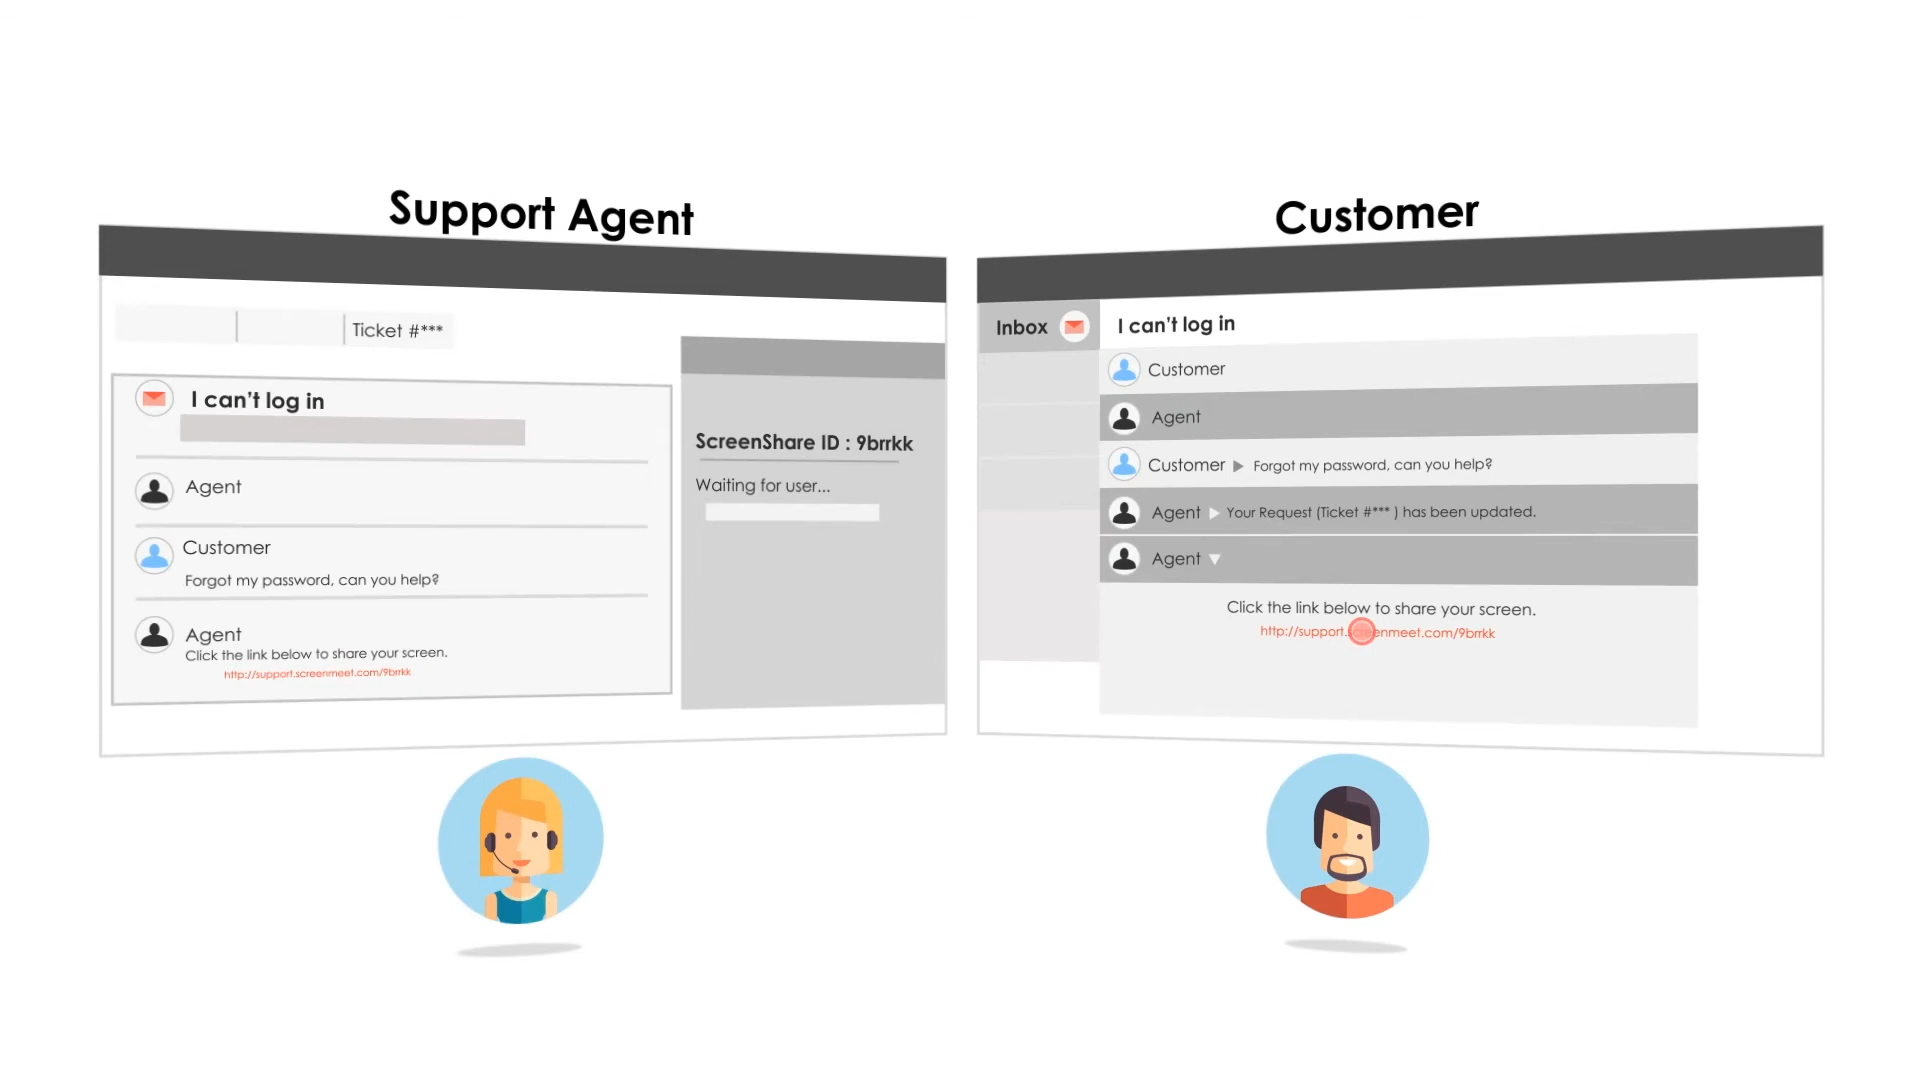 Support Agent
Ticket #***
I can't log in
Agent
Customer
Forgot my password, can you help?
Agent
Click the link below to share your screen.
http://support.screenmeet.com/9brrkk
ScreenShare ID : 9brrkk
Waiting for user...
Customer
Inbox
I can't log in
Customer
Agent
Customer Forgot my password, can you help?
Agent Your Request (Ticket #*** ) has been updated.
Agent
Click the link below to share your screen.
http://support.screenmeet.com/9brrkk